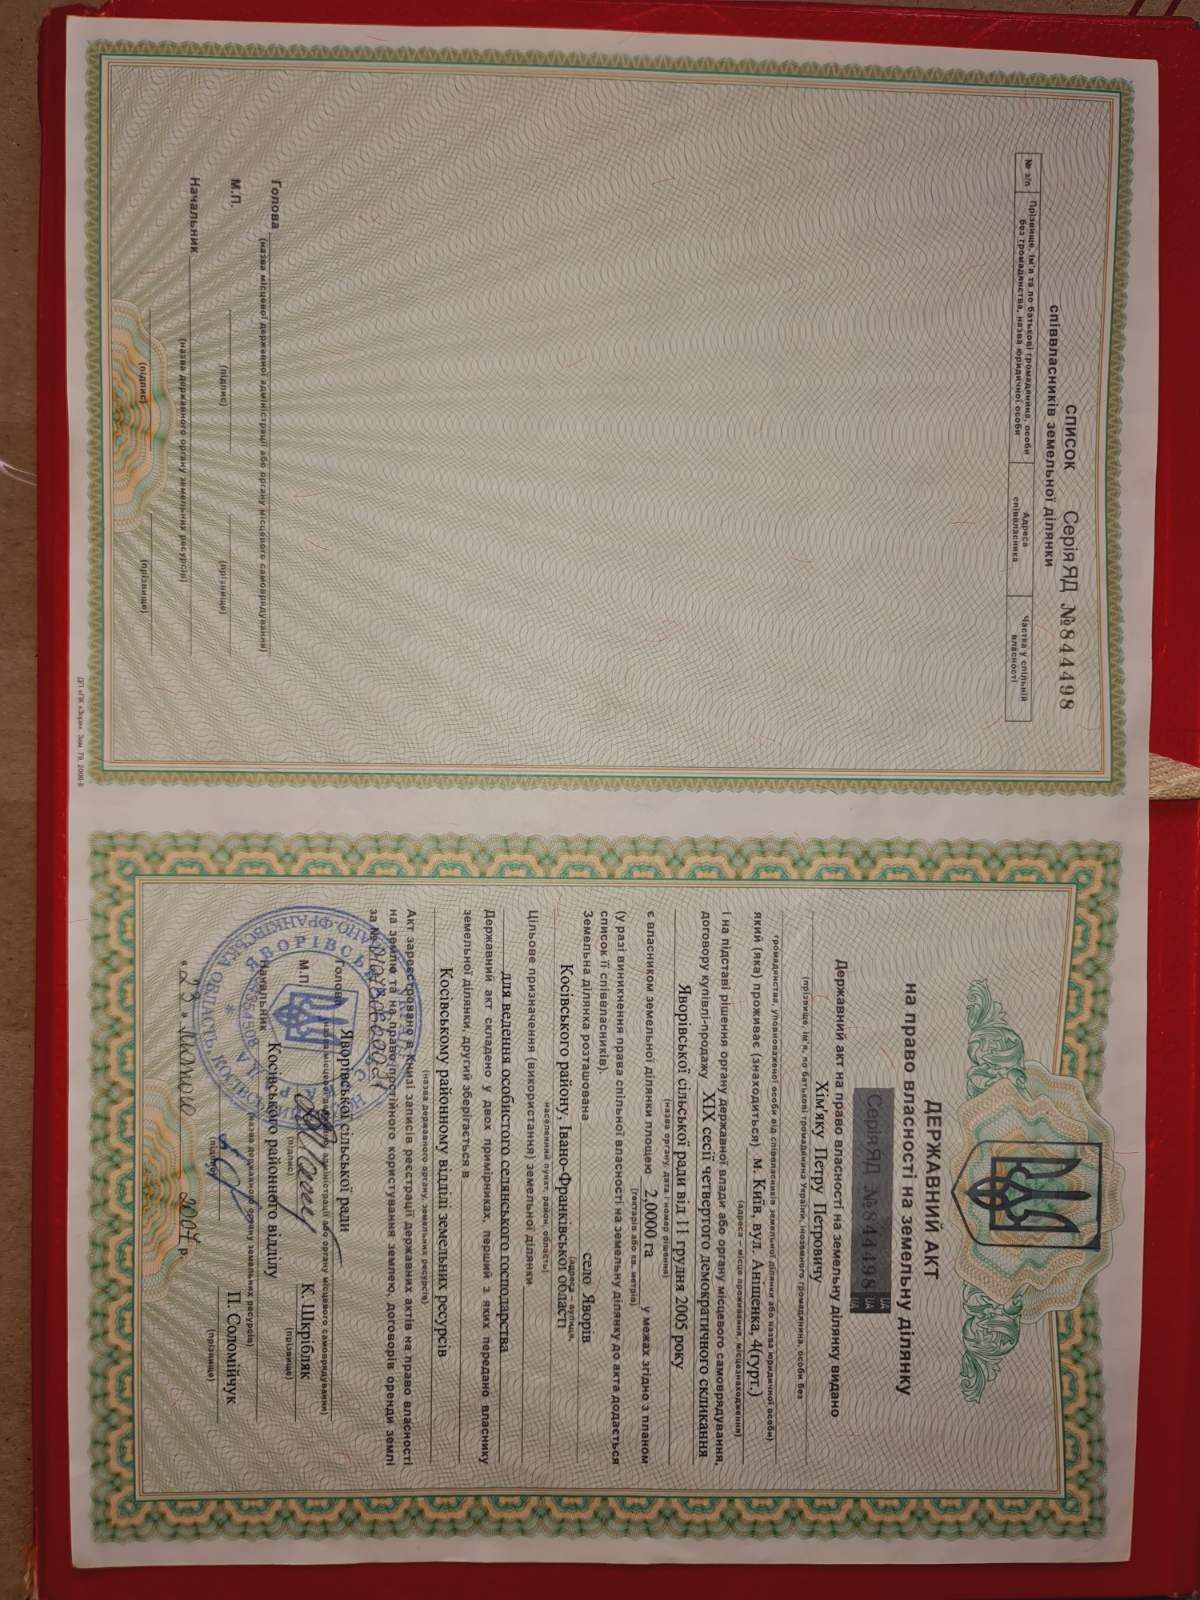 СПИСОК Серія ЯД №844498
співвласників земельної ділянки
№ з/п
Прізвище, ім'я та по батькові громадянина, особи
без громадянства, назва юридичної особи
Адреса
співвласника
Частка у спільній
власності
Голова
(назва місцевої державної адміністрації або органу місцевого самоврядування)
М.П.
(підпис) (прізвище)
Начальник
(назва державного органу земельних ресурсів)
(підпис) (прізвище)
ДЕРЖАВНИЙ АКТ
на право власності на земельну ділянку
Серія ЯД №844498
Державний акт на право власності на земельну ділянку видано
Хім'яку Петру Петровичу
(прізвище, ім'я, по батькові громадянина України, іноземного громадянина, особи без
громадянства, уповноваженої особи від співвласників земельної ділянки або назва юридичної особи)
який (яка) проживає (знаходиться) м. Київ, вул. Аніщенка, 4(гурт.)
(адреса - місце проживання, місцезнаходження)
і на підставі рішення органу державної влади або органу місцевого самоврядування,
договору купівлі-продажу XIX сесії четвертого демократичного скликання
Яворівської сільської ради від 11 грудня 2005 року
(назва органу, дата і номер рішення)
є власником земельної ділянки площею 2,0000 га у межах згідно з планом
(гектарів або кв. метрів)
(у разі виникнення права спільної власності на земельну ділянку до акта додається
список її співвласників).
Земельна ділянка розташована село Яворів
(адреса - вулиця,
Косівського району, Івано-Франківської області
населений пункт, район, область)
Цільове призначення (використання) земельної ділянки
для ведення особистого селянського господарства
Державний акт складено у двох примірниках, перший з яких передано власнику
земельної ділянки, другий зберігається в
Косівському районному відділі земельних ресурсів
(назва державного органу, земельних ресурсів)
Акт зареєстровано в Книзі записів реєстрації державних актів на право власності
на землю та на право постійного користування землею, договорів оренди землі
за №
Голова Яворівської сільської ради
(назва місцевої державної адміністрації або органу місцевого самоврядування)
М.П. К. Шкрібляк
(підпис) (прізвище)
Начальник Косівського районного відділу
(назва державного органу земельних ресурсів)
П. Соломійчук
(підпис) (прізвище)
"23" лютого 2007 р.